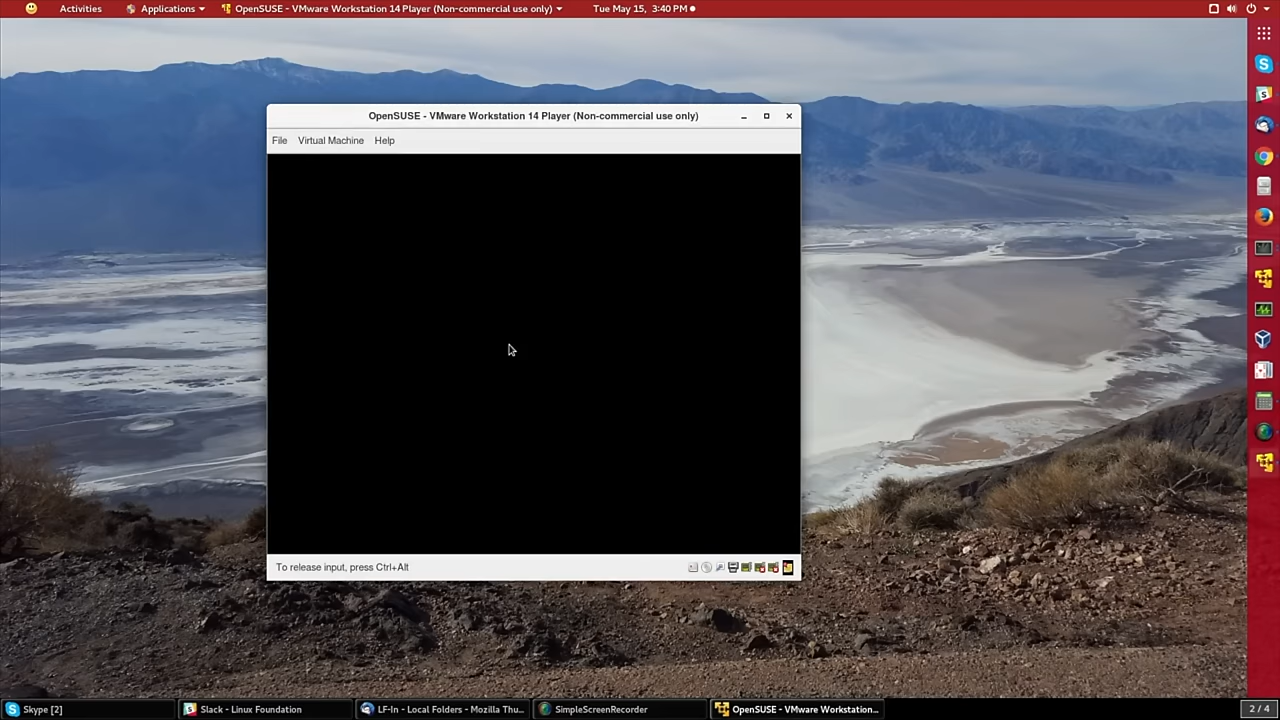 Activities
Applications
OpenSUSE - VMware Workstation 14 Player (Non-commercial use only)
Tue May 15, 3:40 PM
OpenSUSE - VMware Workstation 14 Player (Non-commercial use only)
File Virtual Machine Help
To release input, press Ctrl+Alt
Skype [2]
Slack - Linux Foundation
LF-In - Local Folders - Mozilla Thu...
SimpleScreenRecorder
OpenSUSE - VMware Workstation...
2 / 4